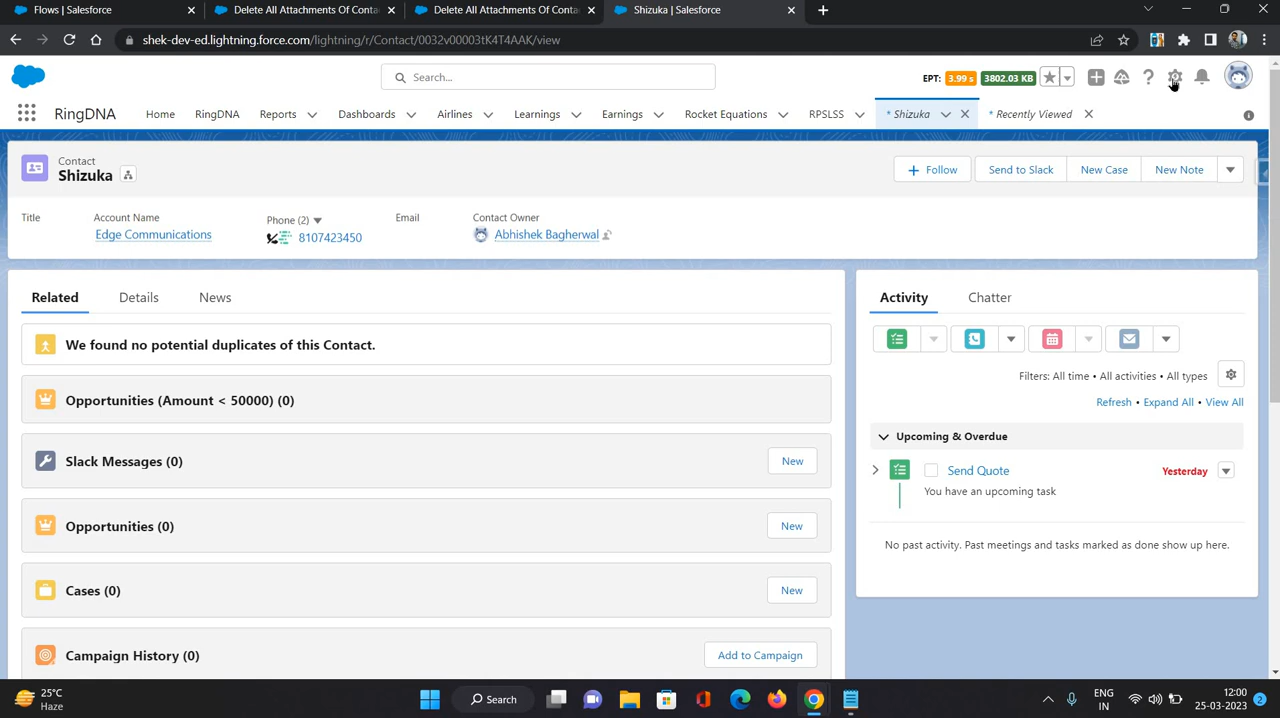 Flows | Salesforce
Delete All Attachments Of Conta
Delete All Attachments Of Conta
Shizuka | Salesforce
shek-dev-ed.lightning.force.com/lightning/r/Contact/0032v00003tK4T4AAK/view
Search...
EPT: 3.99 s 3802.03 KB
RingDNA
Home
RingDNA
Reports
Dashboards
Airlines
Learnings
Earnings
Rocket Equations
RPSLSS
* Shizuka
* Recently Viewed
Contact
Shizuka
Follow
Send to Slack
New Case
New Note
Title
Account Name
Phone (2)
Email
Contact Owner
Edge Communications
8107423450
Abhishek Bagherwal
Related
Details
News
We found no potential duplicates of this Contact.
Opportunities (Amount < 50000) (0)
Slack Messages (0)
New
Opportunities (0)
New
Cases (0)
New
Campaign History (0)
Add to Campaign
Activity
Chatter
Filters: All time • All activities • All types
Refresh • Expand All • View All
Upcoming & Overdue
Send Quote
Yesterday
You have an upcoming task
No past activity. Past meetings and tasks marked as done show up here.
25°C
Haze
Search
ENG
IN
12:00
25-03-2023
2